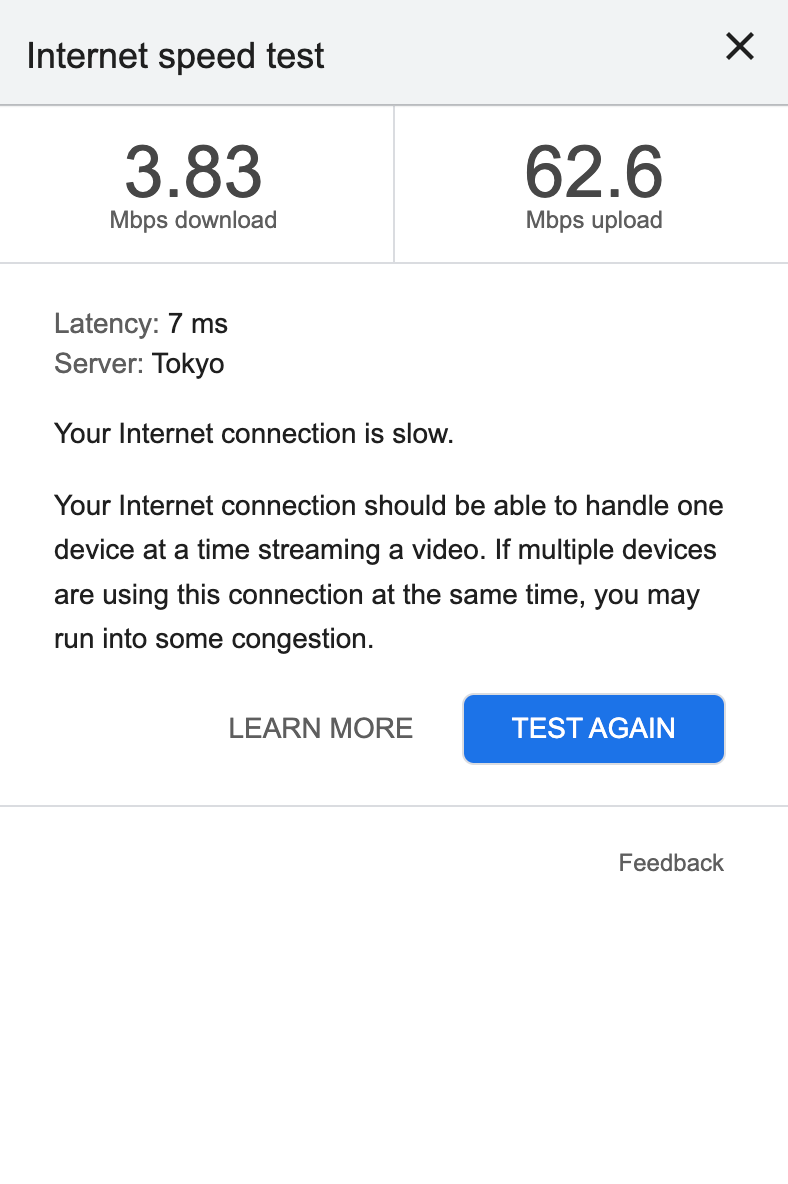 Internet speed test
3.83
Mbps download
62.6
Mbps upload
Latency: 7 ms
Server: Tokyo
Your Internet connection is slow.
Your Internet connection should be able to handle one
device at a time streaming a video. If multiple devices
are using this connection at the same time, you may
run into some congestion.
LEARN MORE
TEST AGAIN
Feedback